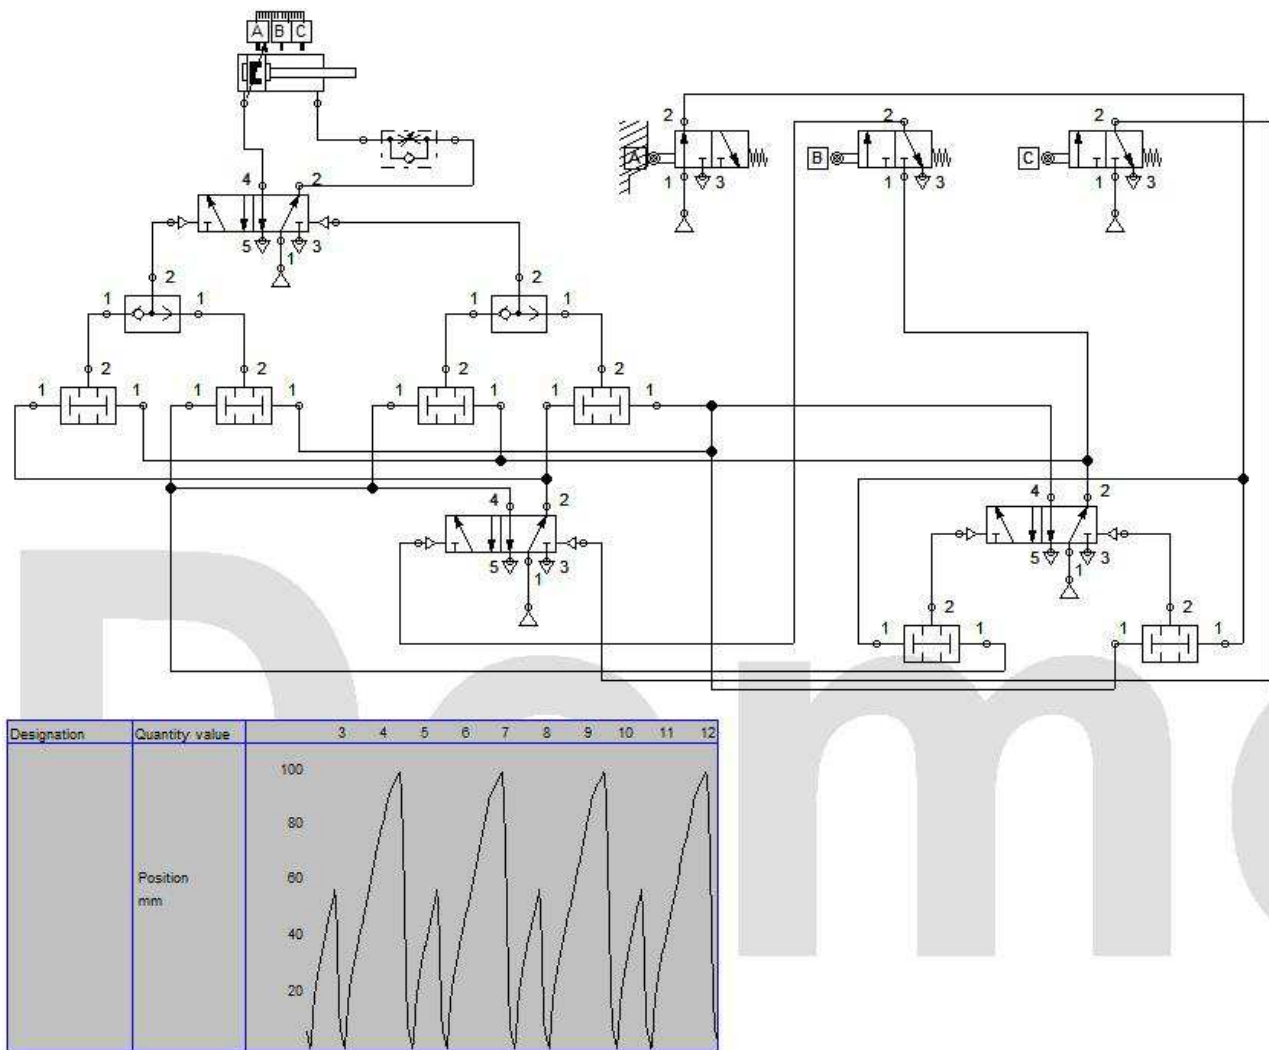 A B C
2 2 2
A B C
1 3 1 3 1 3
4 2
5 1 3
2 2
1 1 1 1
2 2 2 2
1 1 1 1 1 1 1 1
4 2 4 2
5 1 3 5 1 3
2 2
1 1 1 1
Demo
Designation Quantity value 3 4 5 6 7 8 9 10 11 12
100
80
Position 60
mm
40
20